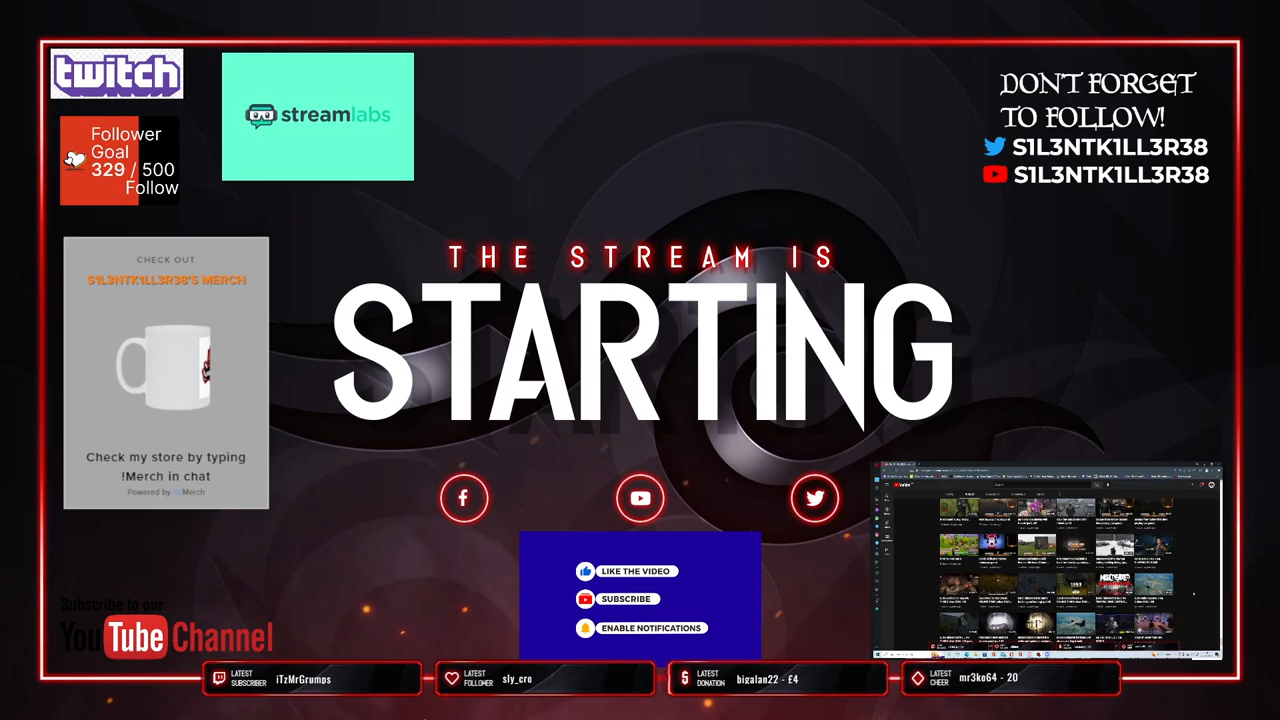 twitch
streamlabs
Follower
Goal
329 / 500
Follow
DON'T FORGET
TO FOLLOW!
S1L3NTK1LL3R38
S1L3NTK1LL3R38
CHECK OUT
S1L3NTK1LL3R38'S MERCH
Check my store by typing
!Merch in chat
Powered by SEMerch
THE STREAM IS
STARTING
LIKE THE VIDEO
SUBSCRIBE
ENABLE NOTIFICATIONS
Subscribe to our
YouTube Channel
LATEST
SUBSCRIBER
iTzMrGrumps
LATEST
FOLLOWER
sly_cro
LATEST
DONATION
bigalan22 - £4
LATEST
CHEER
mr3ko64 - 20